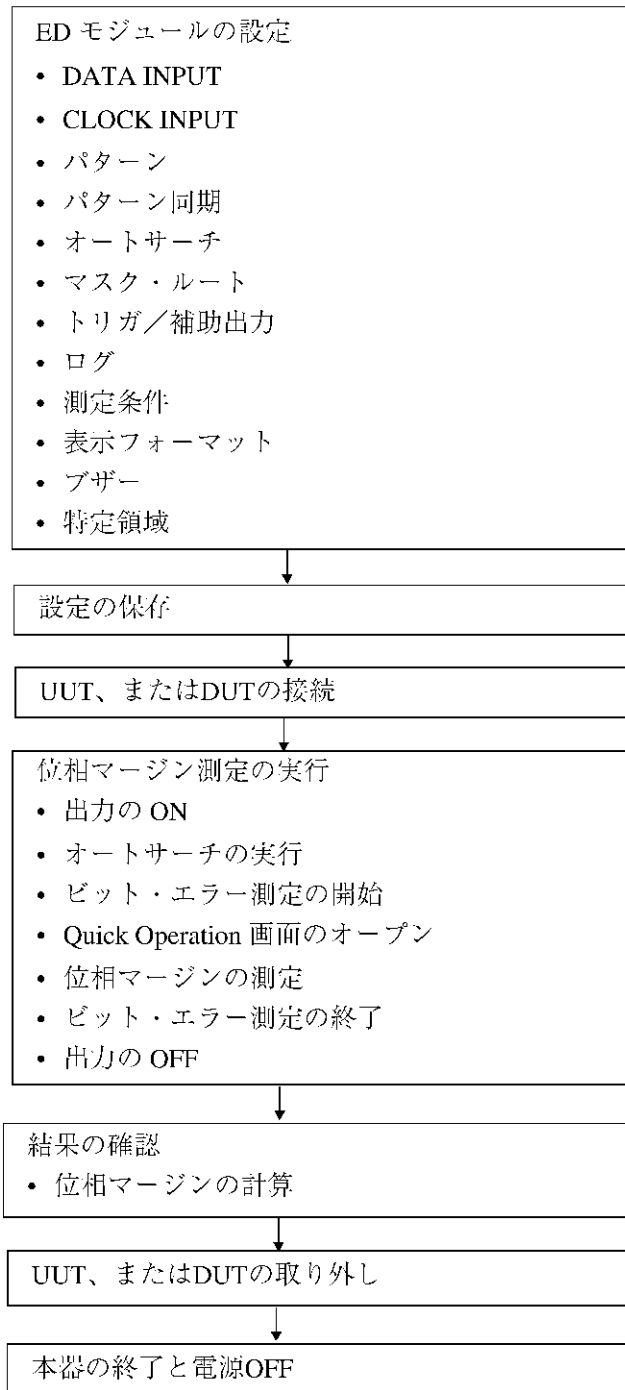 ED モジュールの設定
• DATA INPUT
• CLOCK INPUT
• パターン
• パターン同期
• オートサーチ
• マスク・ルート
• トリガ／補助出力
• ログ
• 測定条件
• 表示フォーマット
• ブザー
• 特定領域
設定の保存
UUT、またはDUTの接続
位相マージン測定の実行
• 出力の ON
• オートサーチの実行
• ビット・エラー測定の開始
• Quick Operation 画面のオープン
• 位相マージンの測定
• ビット・エラー測定の終了
• 出力の OFF
結果の確認
• 位相マージンの計算
UUT、またはDUTの取り外し
本器の終了と電源OFF